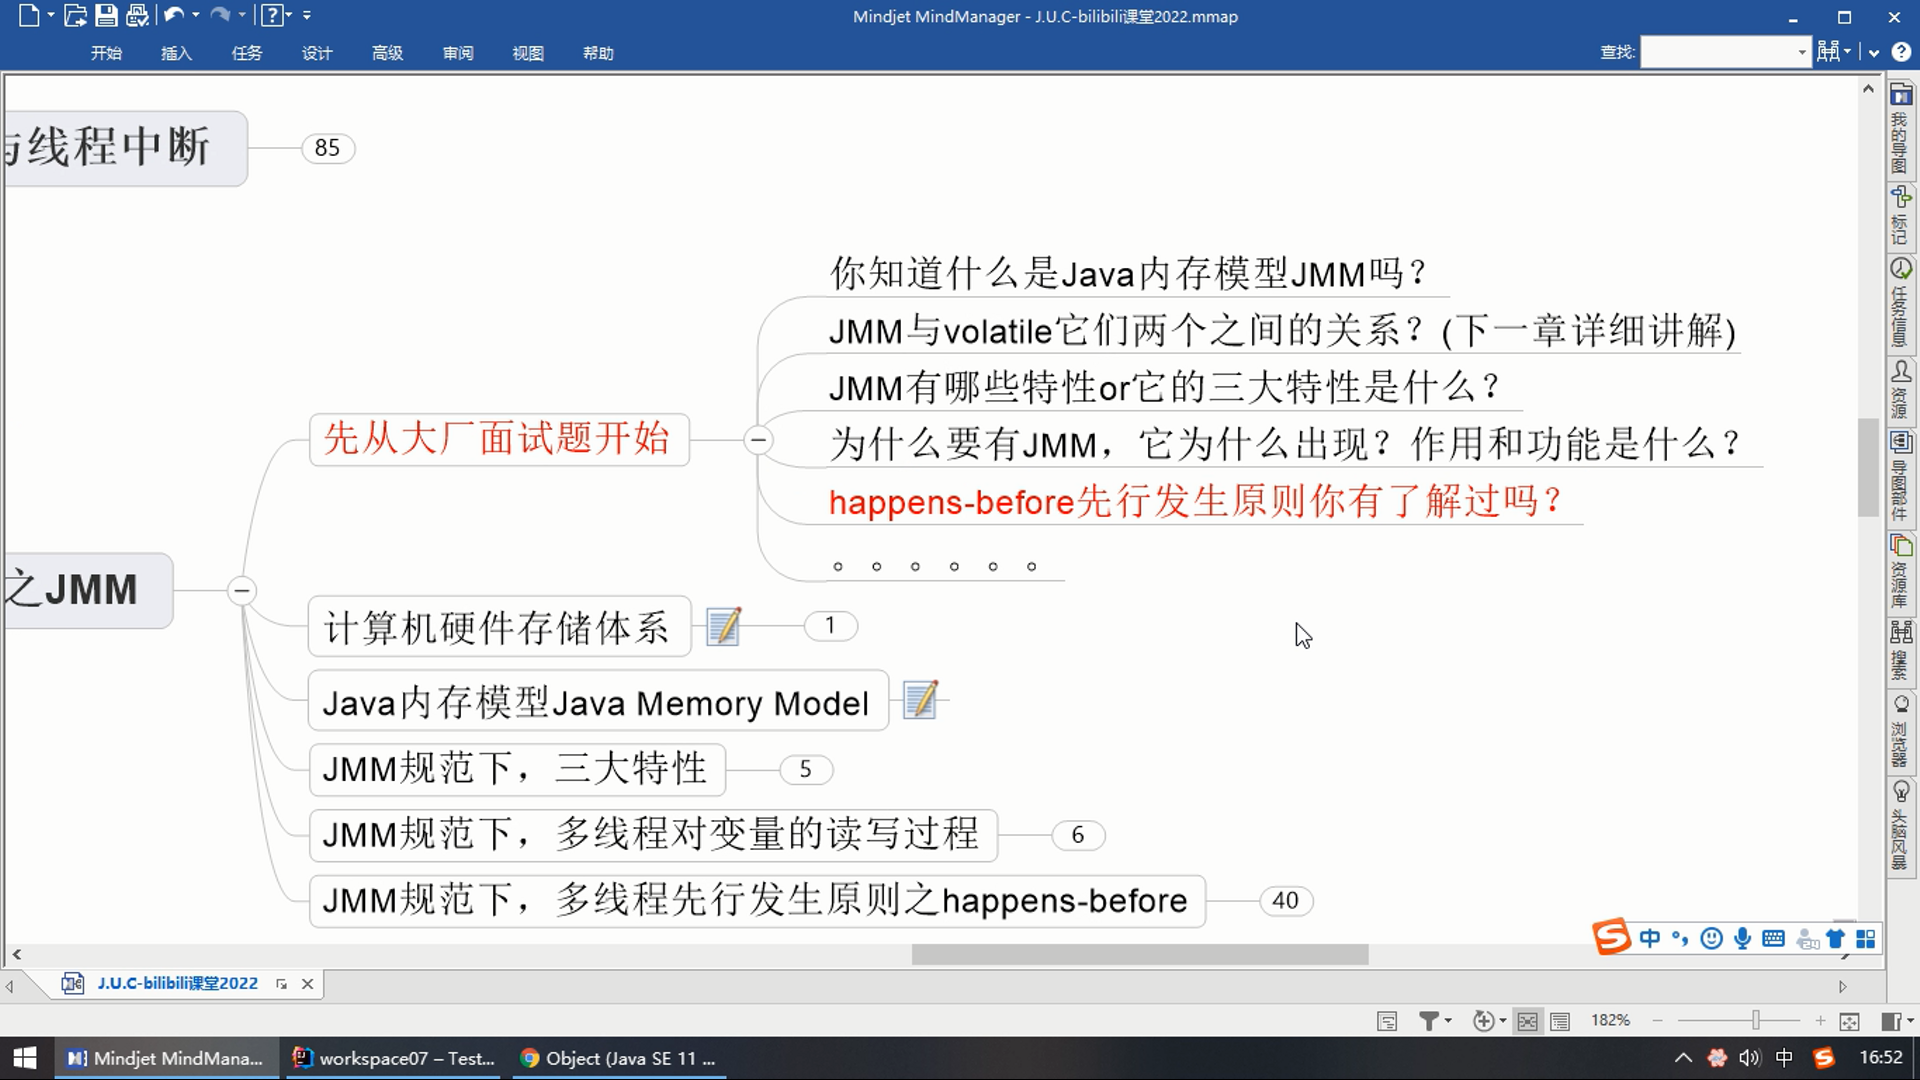 Mindjet MindManager - J.U.C-bilibili课堂2022.mmap
开始 插入 任务 设计 高级 审阅 视图 帮助
查找:
与线程中断
85
你知道什么是Java内存模型JMM吗？
JMM与volatile它们两个之间的关系？(下一章详细讲解)
JMM有哪些特性or它的三大特性是什么？
先从大厂面试题开始
为什么要有JMM，它为什么出现？作用和功能是什么？
happens-before先行发生原则你有了解过吗？
。。。。。。
之JMM
计算机硬件存储体系
1
Java内存模型Java Memory Model
JMM规范下，三大特性
5
JMM规范下，多线程对变量的读写过程
6
JMM规范下，多线程先行发生原则之happens-before
40
我的导图
标记
任务信息
资源
导图部件
资源库
搜索
浏览器
头脑风暴
中
J.U.C-bilibili课堂2022
182%
Mindjet MindMana...
workspace07 – Test...
Object (Java SE 11 ...
中
16:52